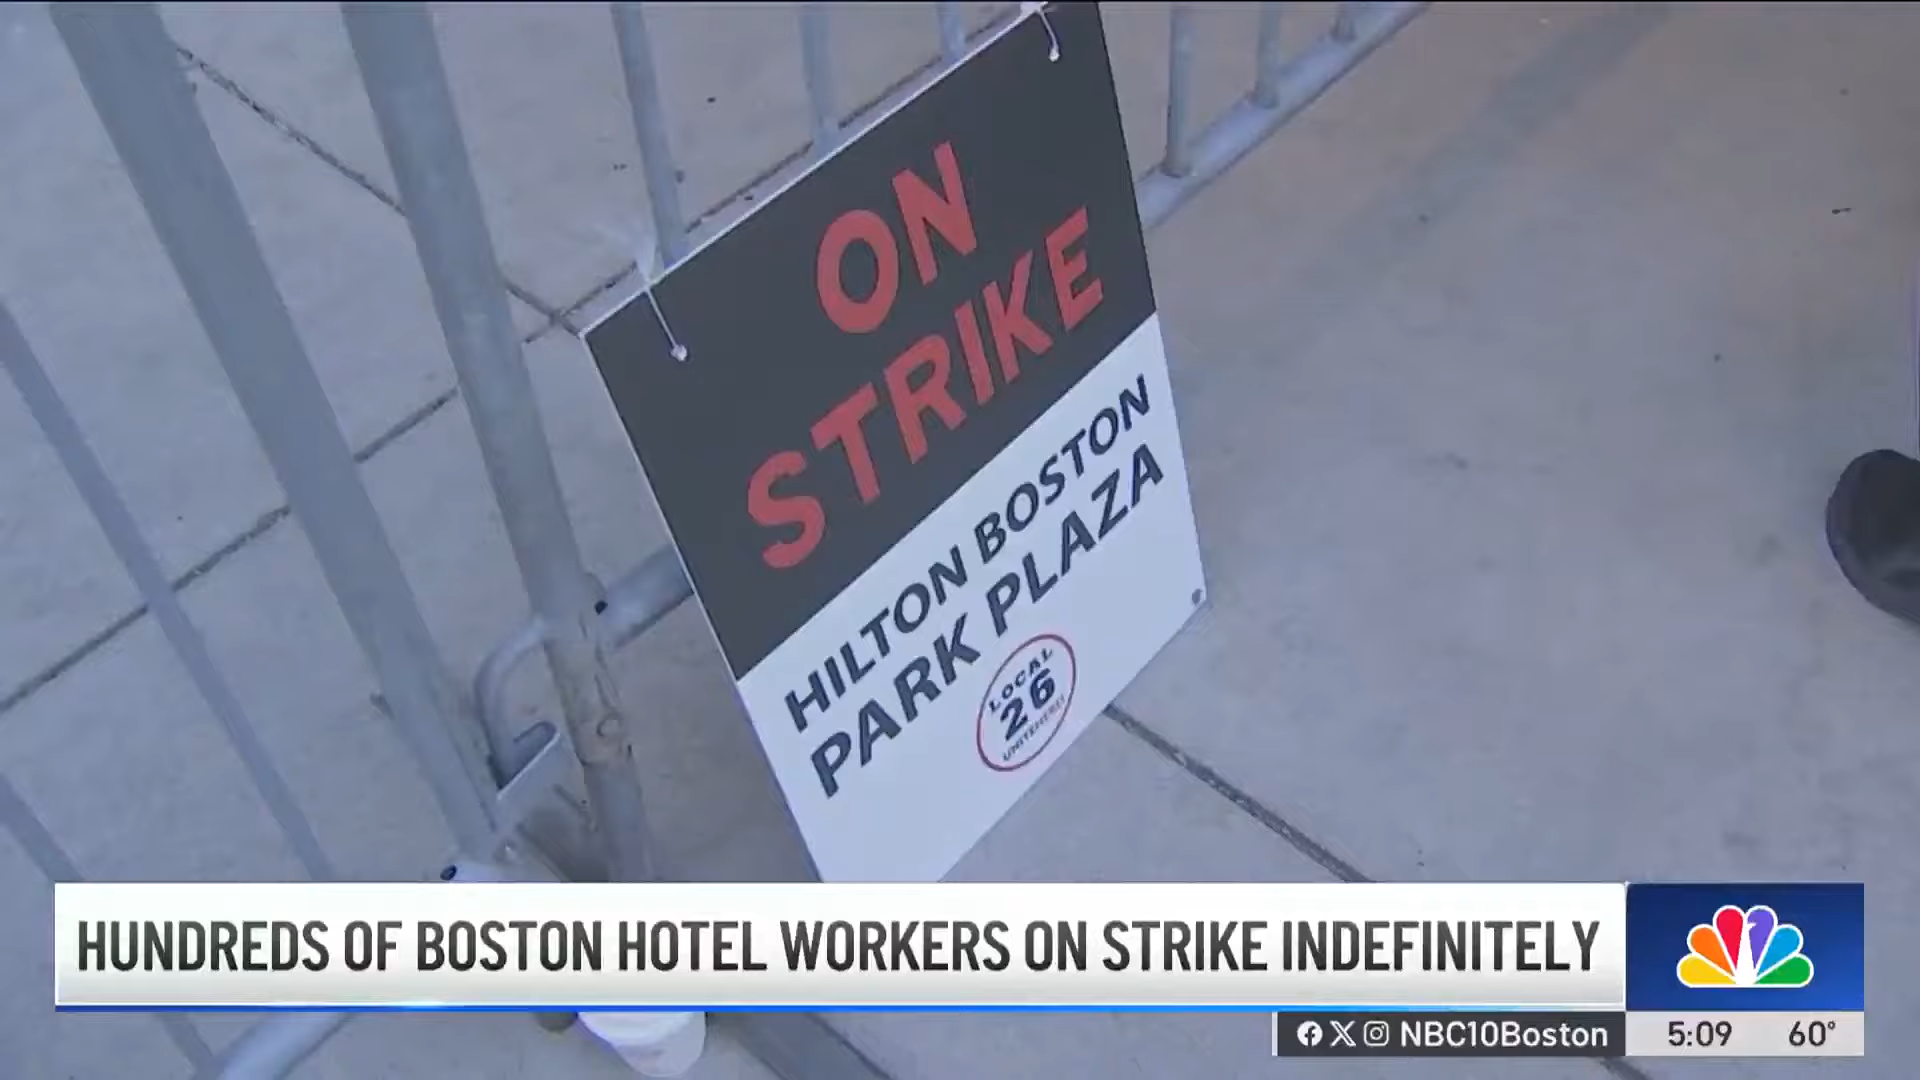 ON
STRIKE
HILTON BOSTON
PARK PLAZA
LOCAL
26
UNITEHERE!
HUNDREDS OF BOSTON HOTEL WORKERS ON STRIKE INDEFINITELY
NBC10Boston
5:09 60°